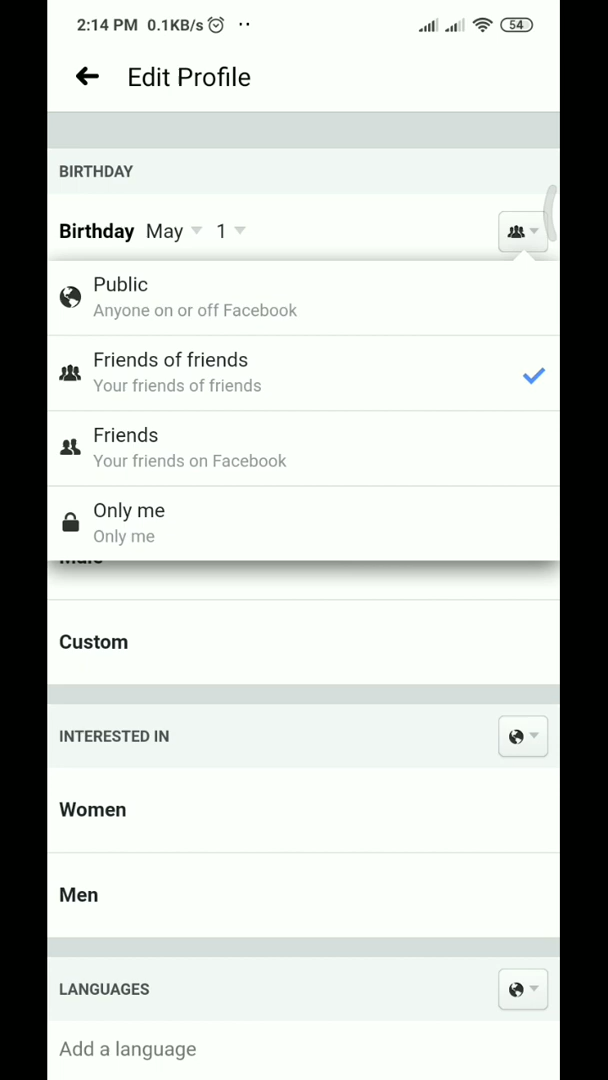 2:14 PM 0.1KB/s 54
Edit Profile
BIRTHDAY
Birthday May 1
Public
Anyone on or off Facebook
Friends of friends
Your friends of friends
Friends
Your friends on Facebook
Only me
Only me
Male
Custom
INTERESTED IN
Women
Men
LANGUAGES
Add a language